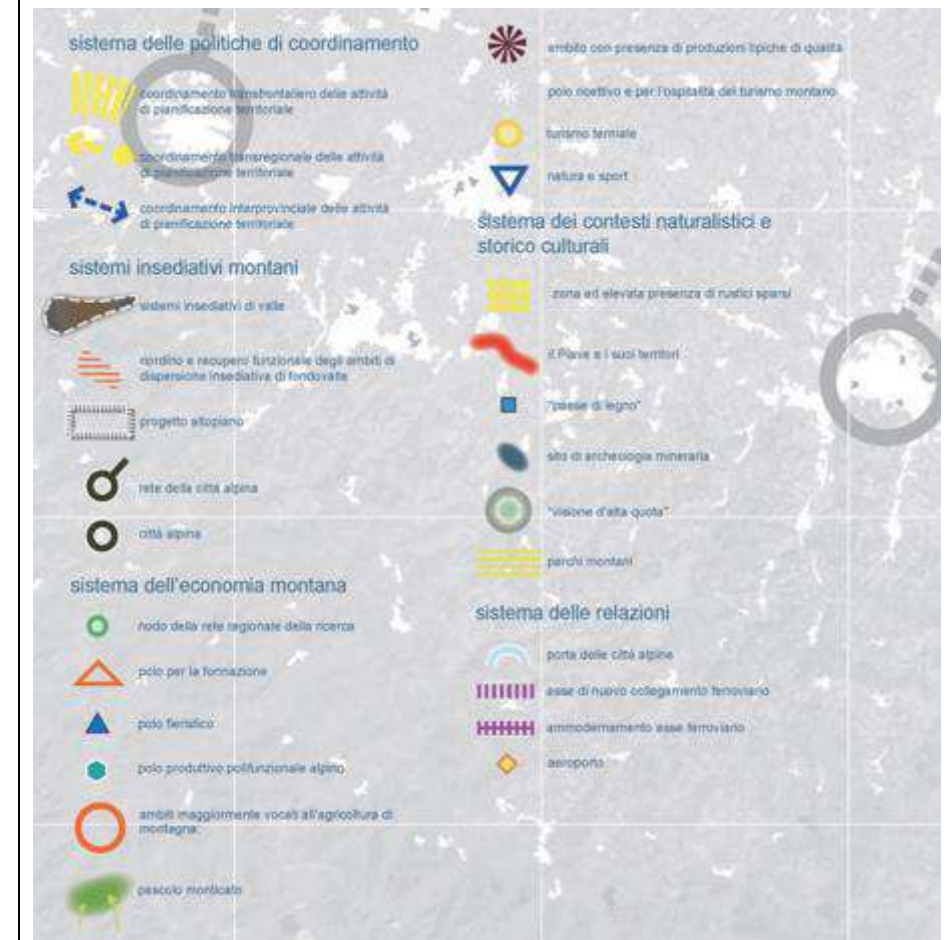 sistema delle politiche di coordinamento
coordinamento transfrontaliero delle attività
di pianificazione territoriale
coordinamento transregionale delle attività
di pianificazione territoriale
coordinamento interprovinciale delle attività
di pianificazione territoriale
sistemi insediativi montani
sistemi insediativi di valle
riordino e recupero funzionale degli ambiti di
dispersione insediativa di fondovalle
progetto altopiano
rete della città alpina
città alpina
sistema dell'economia montana
nodo della rete regionale della ricerca
polo per la formazione
polo fieristico
polo produttivo polifunzionale alpino
ambiti maggiormente vocati all'agricoltura di
montagna:
pascolo monticato
ambito con presenza di produzioni tipiche di qualità
polo ricettivo e per l'ospitalità del turismo montano
turismo termale
natura e sport
sistema dei contesti naturalistici e
storico culturali
zona ad elevata presenza di rustici sparsi
il Piave e i suoi territori
"paese di legno"
sito di archeologia mineraria
"visione d'alta quota"
parchi montani
sistema delle relazioni
porta delle città alpine
asse di nuovo collegamento ferroviario
ammodernamento asse ferroviario
aeroporto